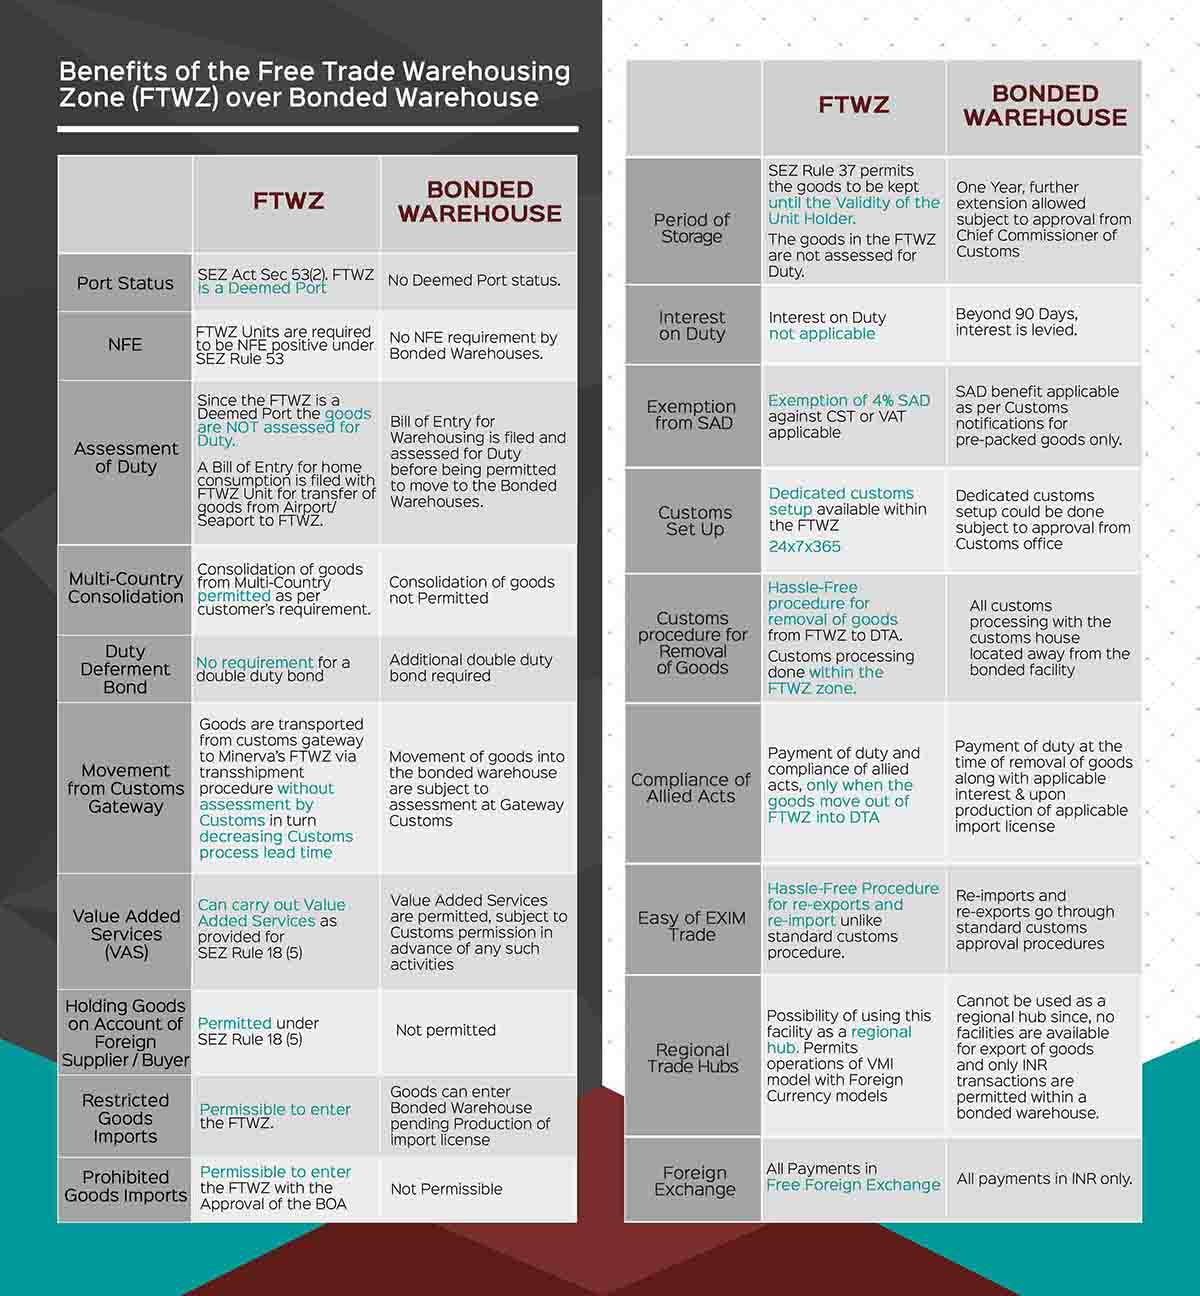 Benefits of the Free Trade Warehousing
Zone (FTWZ) over Bonded Warehouse
FTWZ
BONDED
WAREHOUSE
Port Status
SEZ Act Sec 53(2). FTWZ
is a Deemed Port
No Deemed Port status.
NFE
FTWZ Units are required
to be NFE positive under
SEZ Rule 53
No NFE requirement by
Bonded Warehouses.
Assessment
of Duty
Since the FTWZ is a
Deemed Port the goods
are NOT assessed for
Duty.
A Bill of Entry for home
consumption is filed with
FTWZ Unit for transfer of
goods from Airport/
Seaport to FTWZ.
Bill of Entry for
Warehousing is filed and
assessed for Duty
before being permitted
to move to the Bonded
Warehouses.
Multi-Country
Consolidation
Consolidation of goods
from Multi-Country
permitted as per
customer's requirement.
Consolidation of goods
not Permitted
Duty
Deferment
Bond
No requirement for a
double duty bond
Additional double duty
bond required
Movement
from Customs
Gateway
Goods are transported
from customs gateway
to Minerva's FTWZ via
transshipment
procedure without
assessment by
Customs in turn
decreasing Customs
process lead time
Movement of goods into
the bonded warehouse
are subject to
assessment at Gateway
Customs
Value Added
Services
(VAS)
Can carry out Value
Added Services as
provided for
SEZ Rule 18 (5)
Value Added Services
are permitted, subject to
Customs permission in
advance of any such
activities
Holding Goods
on Account of
Foreign
Supplier / Buyer
Permitted under
SEZ Rule 18 (5)
Not permitted
Restricted
Goods
Imports
Permissible to enter
the FTWZ.
Goods can enter
Bonded Warehouse
pending Production of
import license
Prohibited
Goods Imports
Permissible to enter
the FTWZ with the
Approval of the BOA
Not Permissible
FTWZ
BONDED
WAREHOUSE
Period of
Storage
SEZ Rule 37 permits
the goods to be kept
until the Validity of the
Unit Holder.
The goods in the FTWZ
are not assessed for
Duty.
One Year, further
extension allowed
subject to approval from
Chief Commissioner of
Customs
Interest
on Duty
Interest on Duty
not applicable
Beyond 90 Days,
interest is levied.
Exemption
from SAD
Exemption of 4% SAD
against CST or VAT
applicable
SAD benefit applicable
as per Customs
notifications for
pre-packed goods only.
Customs
Set Up
Dedicated customs
setup available within
the FTWZ
24x7x365
Dedicated customs
setup could be done
subject to approval from
Customs office
Customs
procedure for
Removal
of Goods
Hassle-Free
procedure for
removal of goods
from FTWZ to DTA.
Customs processing
done within the
FTWZ zone.
All customs
processing with the
customs house
located away from the
bonded facility
Compliance of
Allied Acts
Payment of duty and
compliance of allied
acts, only when the
goods move out of
FTWZ into DTA
Payment of duty at the
time of removal of goods
along with applicable
interest & upon
production of applicable
import license
Easy of EXIM
Trade
Hassle-Free Procedure
for re-exports and
re-import unlike
standard customs
procedure.
Re-imports and
re-exports go through
standard customs
approval procedures
Regional
Trade Hubs
Possibility of using this
facility as a regional
hub. Permits
operations of VMI
model with Foreign
Currency models
Cannot be used as a
regional hub since, no
facilities are available
for export of goods
and only INR
transactions are
permitted within a
bonded warehouse.
Foreign
Exchange
All Payments in
Free Foreign Exchange
All payments in INR only.